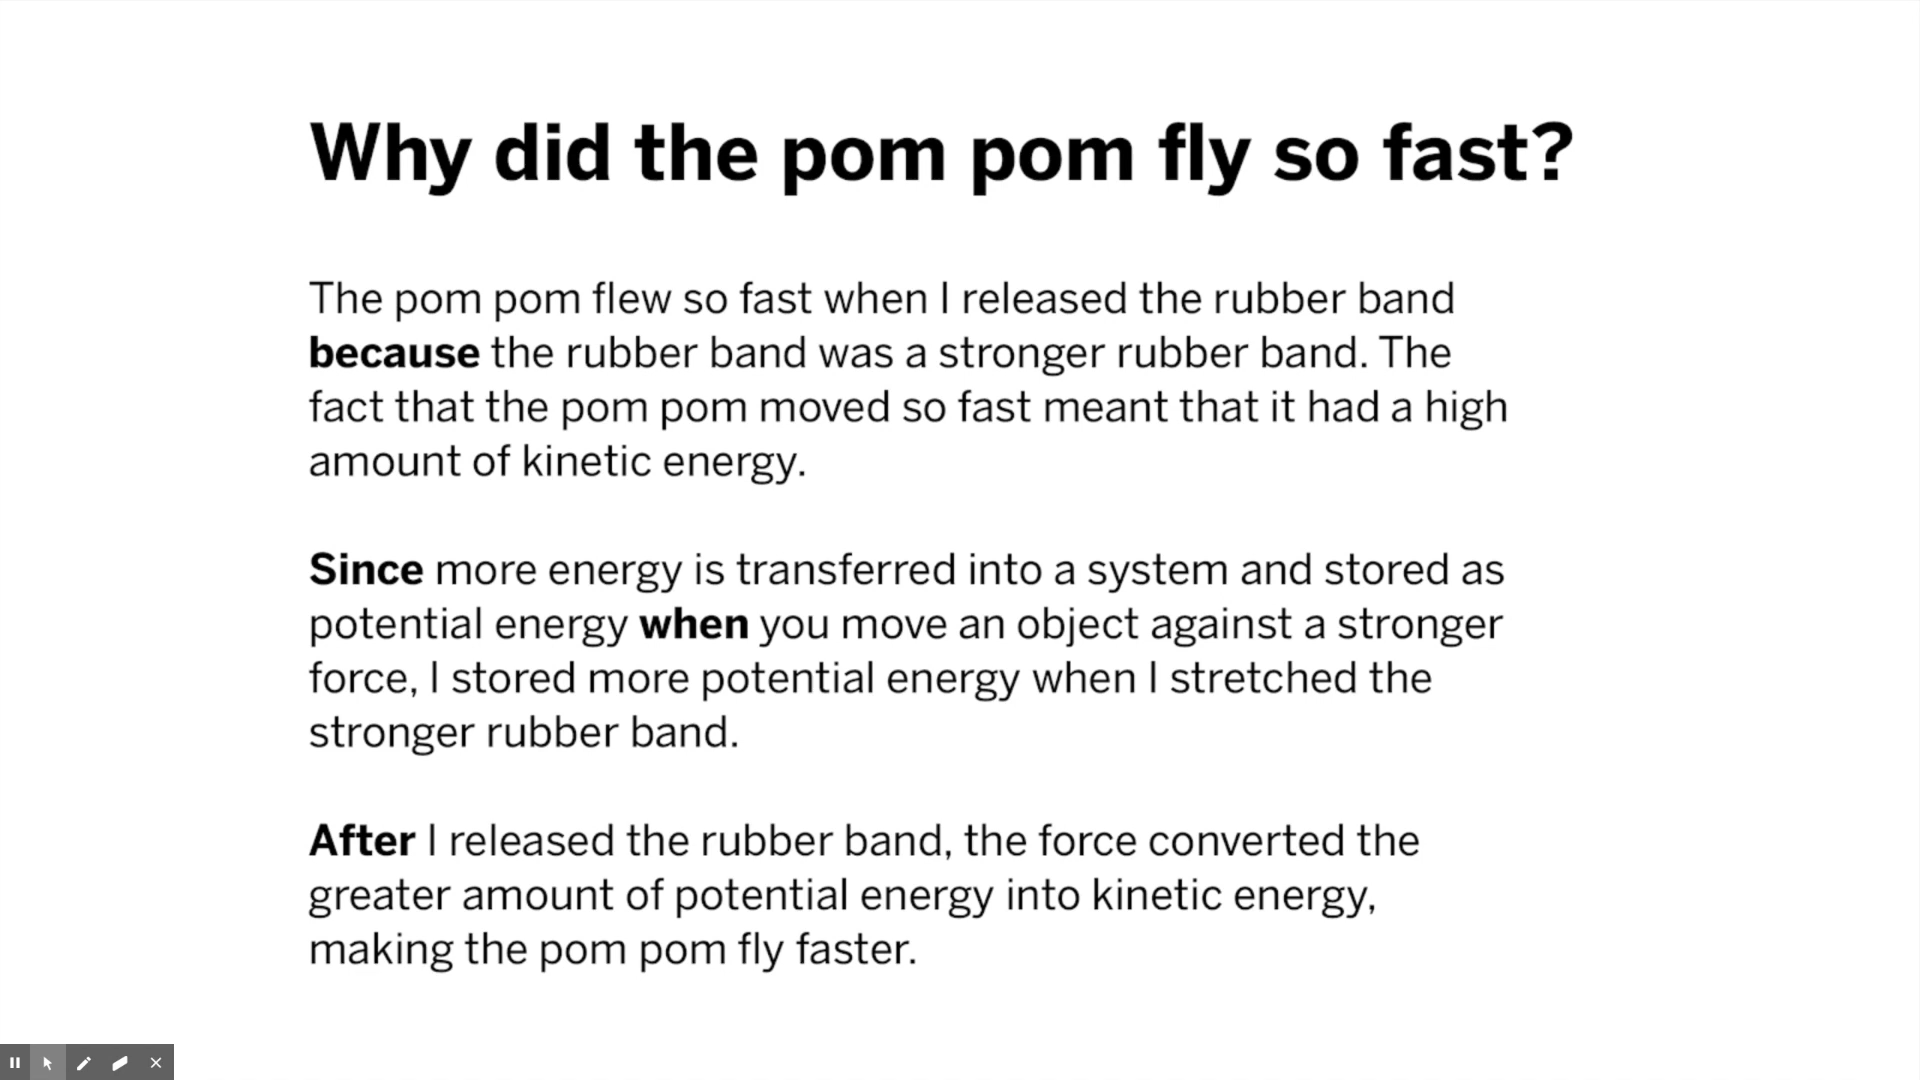 Why did the pom pom fly so fast?
The pom pom flew so fast when I released the rubber band
because the rubber band was a stronger rubber band. The
fact that the pom pom moved so fast meant that it had a high
amount of kinetic energy.
Since more energy is transferred into a system and stored as
potential energy when you move an object against a stronger
force, I stored more potential energy when I stretched the
stronger rubber band.
After I released the rubber band, the force converted the
greater amount of potential energy into kinetic energy,
making the pom pom fly faster.